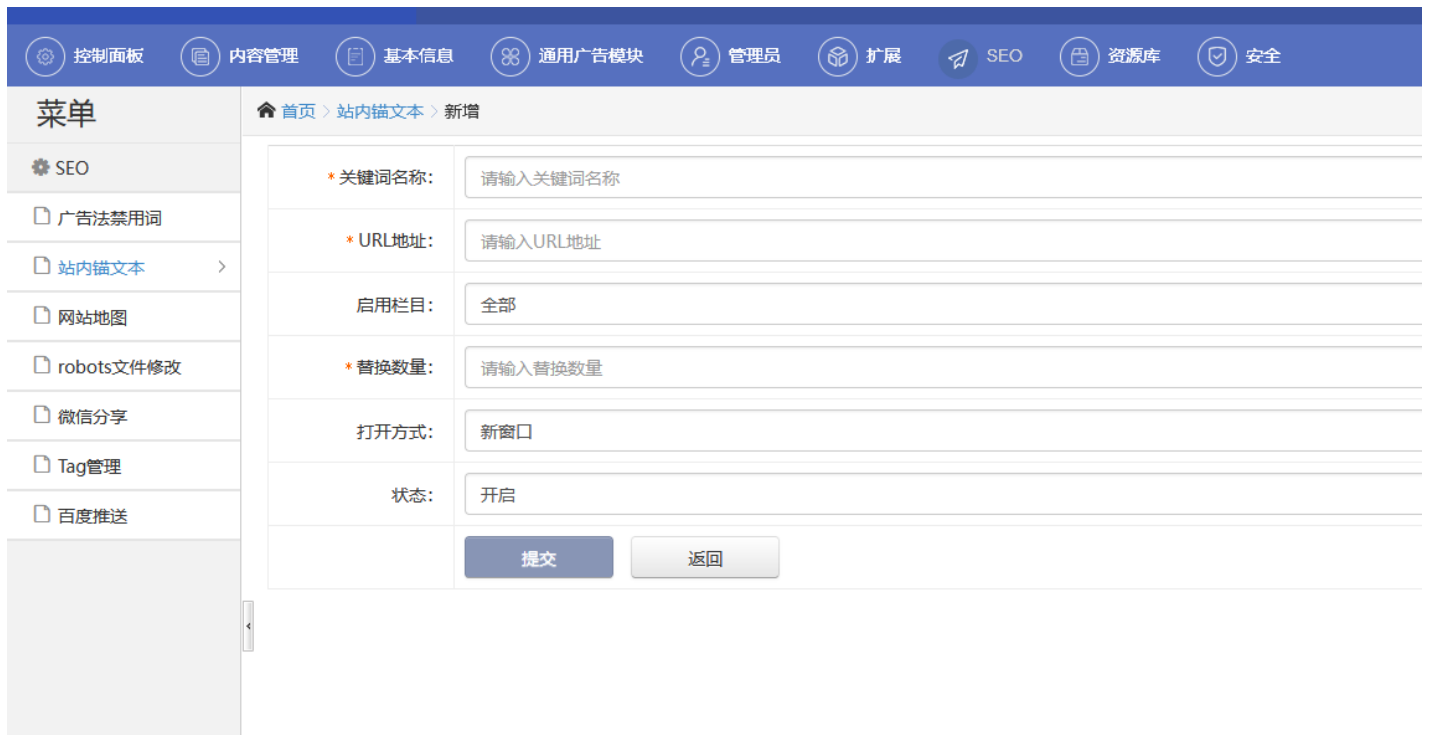 控制面板 内容管理 基本信息 通用广告模块 管理员 扩展 SEO 资源库 安全
菜单
首页 > 站内锚文本 > 新增
SEO
广告法禁用词
站内锚文本
网站地图
robots文件修改
微信分享
Tag管理
百度推送
*关键词名称： 请输入关键词名称
*URL地址： 请输入URL地址
启用栏目： 全部
*替换数量： 请输入替换数量
打开方式： 新窗口
状态： 开启
提交 返回